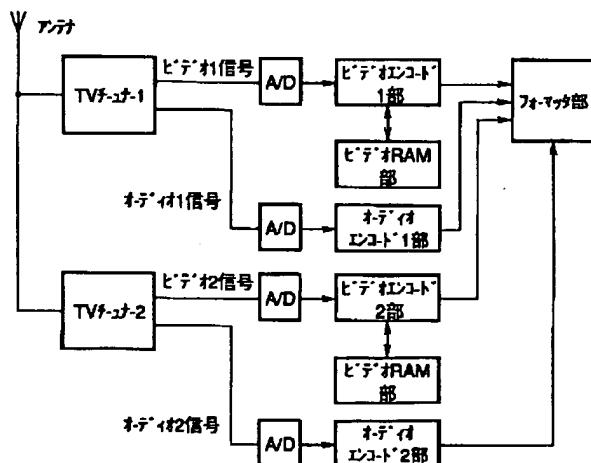 アンテナ
TVチューナー1
ビデオ1信号
A/D
ビデオエンコード
1部
フォーマッタ部
ビデオRAM
部
オーディオ1信号
A/D
オーディオ
エンコード1部
TVチューナー2
ビデオ2信号
A/D
ビデオエンコード
2部
ビデオRAM
部
オーディオ2信号
A/D
オーディオ
エンコード2部